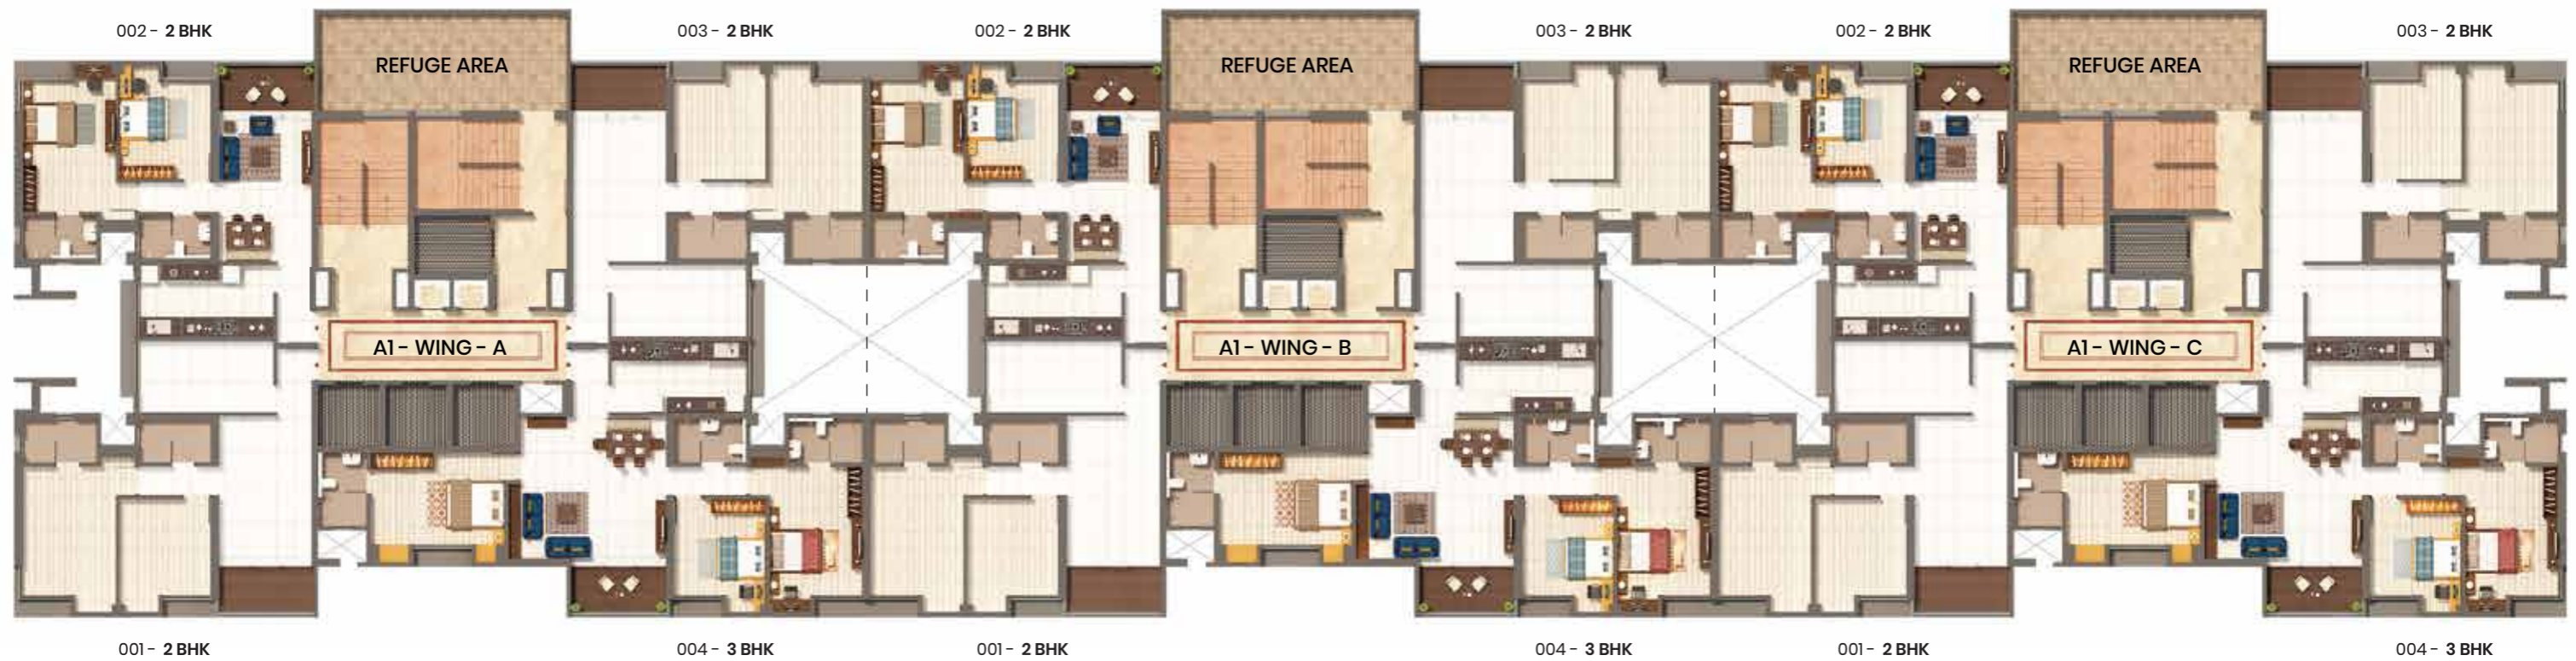 002 - 2 BHK
003 - 2 BHK
002 - 2 BHK
003 - 2 BHK
002 - 2 BHK
003 - 2 BHK
REFUGE AREA
REFUGE AREA
REFUGE AREA
A1 - WING - A
A1 - WING - B
A1 - WING - C
001 - 2 BHK
004 - 3 BHK
001 - 2 BHK
004 - 3 BHK
001 - 2 BHK
004 - 3 BHK